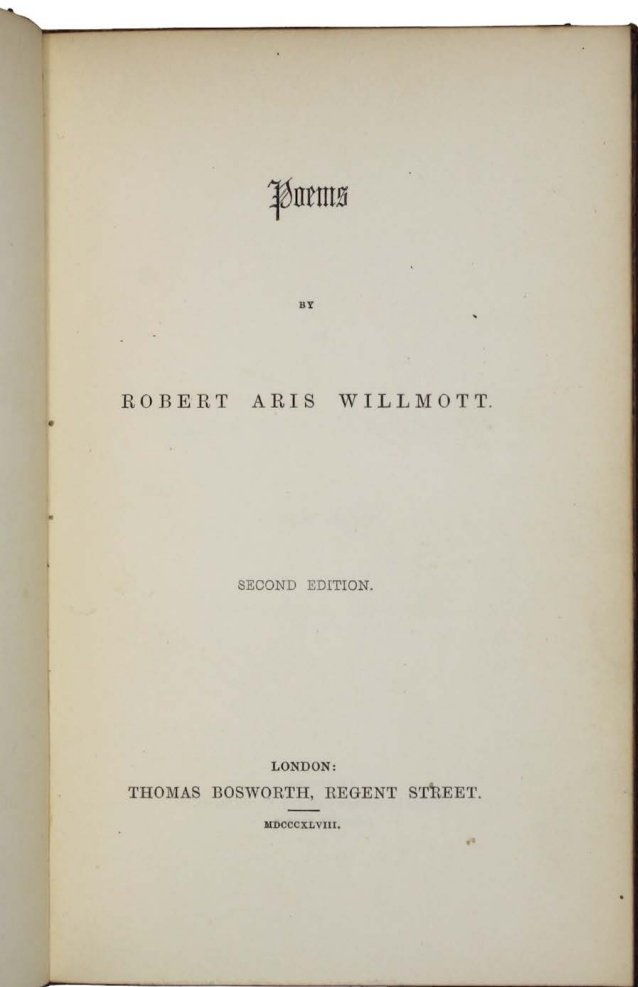 Poems
BY
ROBERT ARIS WILLMOTT.
SECOND EDITION.
LONDON:
THOMAS BOSWORTH, REGENT STREET.
MDCCCXLVIII.